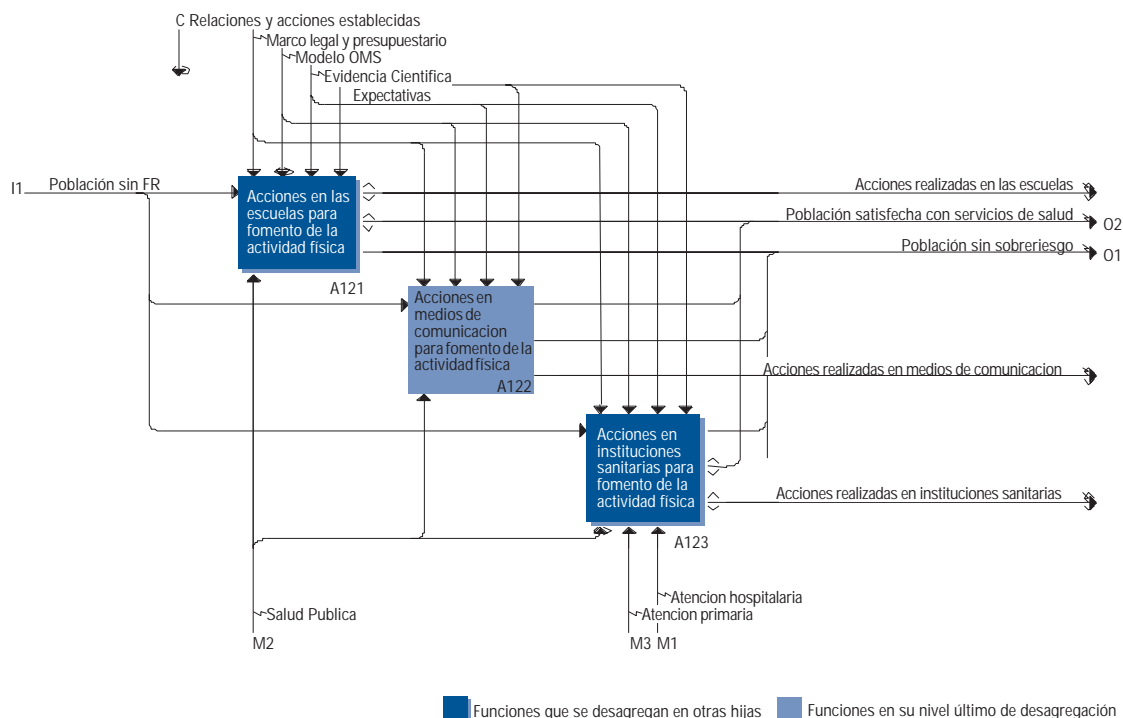 C Relaciones y acciones establecidas
Marco legal y presupuestario
Modelo OMS
Evidencia Cientifica
Expectativas
I1
Población sin FR
Acciones en las
escuelas para
fomento de la
actividad física
A121
Acciones realizadas en las escuelas
Población satisfecha con servicios de salud
O2
Población sin sobreriesgo
O1
Acciones en
medios de
comunicacion
para fomento de la
actividad física
A122
Acciones realizadas en medios de comunicacion
Acciones en
instituciones
sanitarias para
fomento de la
actividad física
A123
Acciones realizadas en instituciones sanitarias
Atencion hospitalaria
Salud Publica
Atencion primaria
M2
M3 M1
Funciones que se desagregan en otras hijas
Funciones en su nivel último de desagregación